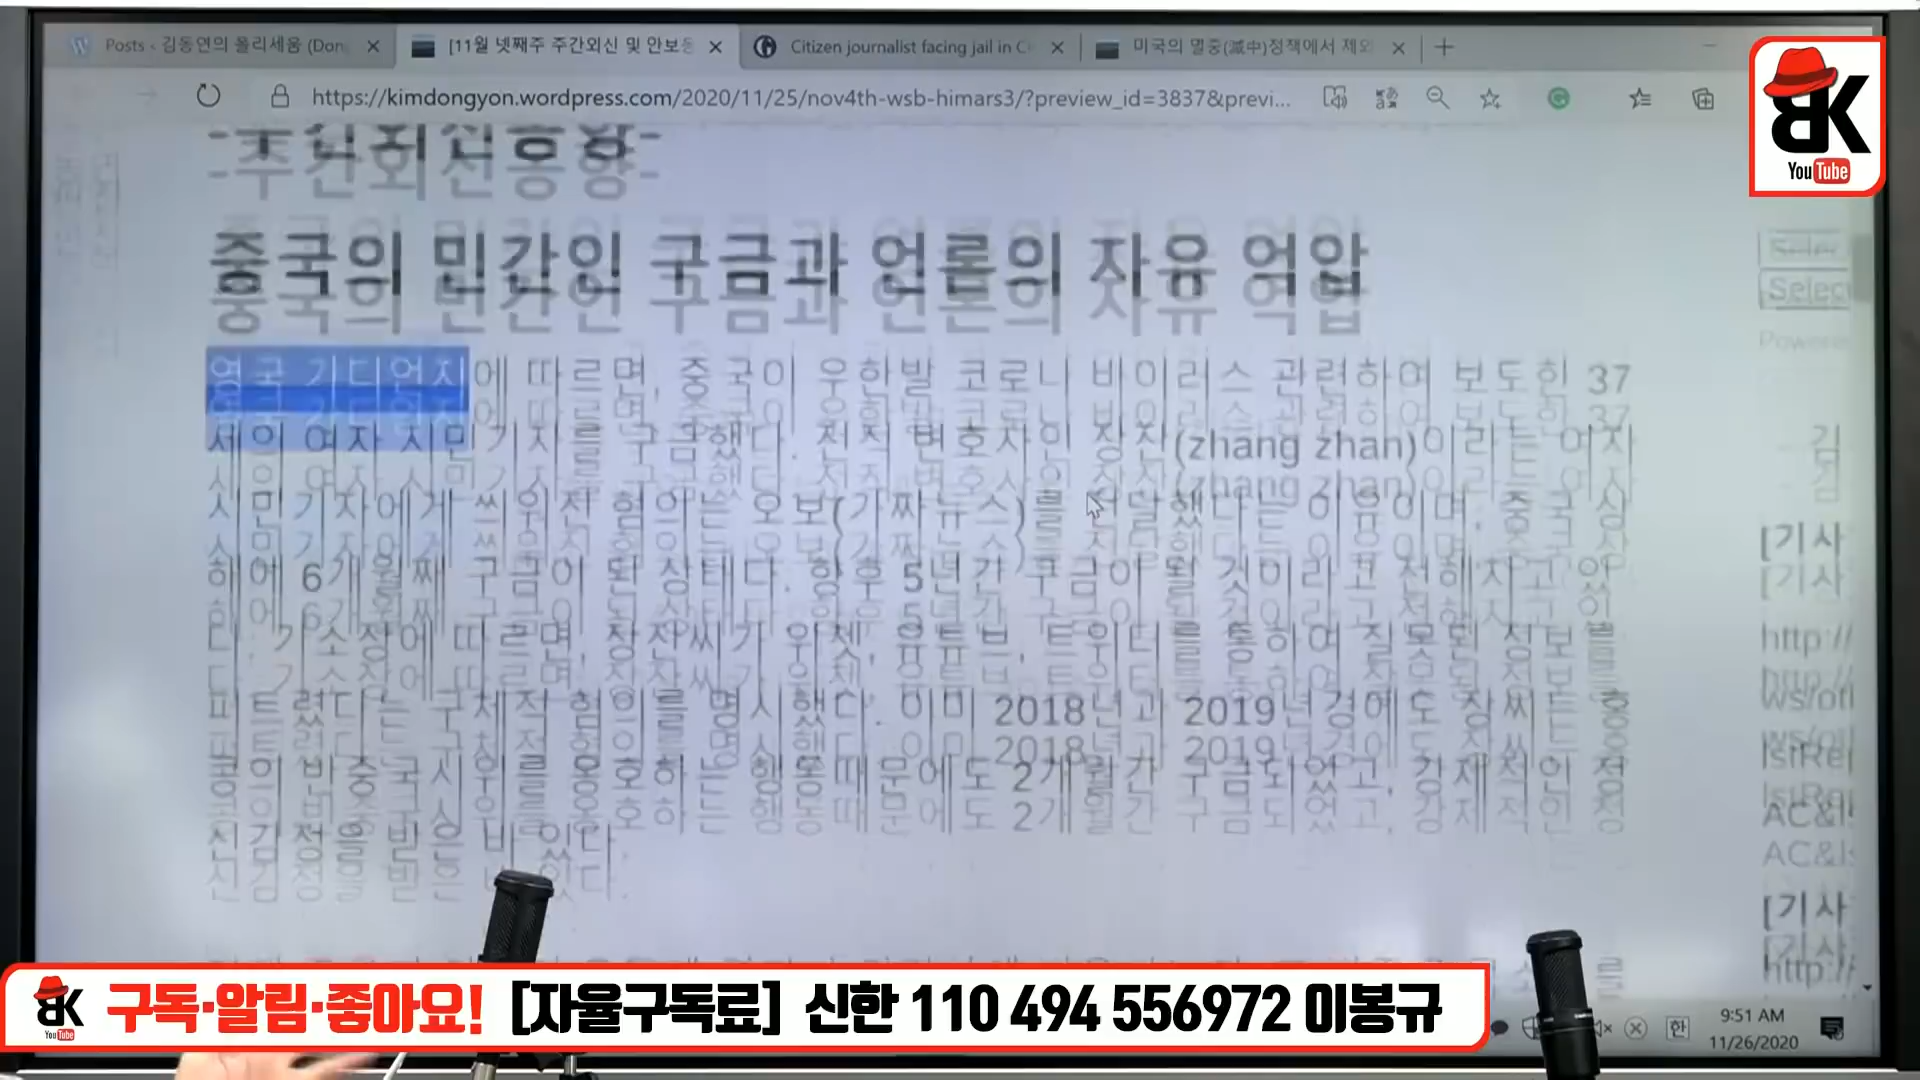 Posts ‹ 김동연의 올리세움 (Don
[11월 넷째주 주간외신 및 안보동
Citizen journalist facing jail in C
미국의 멸중(滅中)정책에서 제외
https://kimdongyon.wordpress.com/2020/11/25/nov4th-wsb-himars3/?preview_id=3837&previ...
BK
YouTube
-주간외신동향-
중국의 민간인 구금과 언론의 자유 억압
영국 가디언지에 따르면, 중국이 우한발 코로나 바이러스 관련하여 보도한 37
세의 여자 시민기자를 구금했다. 전직 변호사인 장잔(zhang zhan)이라는 여자
시민기자에게 씌워진 혐의는 오보(가짜뉴스)를 전달했다는 이유이며, 중국 상
해에 6개월째 구금이 된 상태다. 향후 5년간 구금이 될 것이라고 전해지고 있
다. 기소장에 따르면, 장잔씨가 위쳇, 유튜브, 트위터를 통하여 잘못된 정보를
퍼트렸다는 구체적 혐의를 명시했다. 이미 2018년과 2019년경에도 장씨는 홍
콩의 반중국시위를 옹호하는 행동때문에도 2개월간 구금되었고, 강제적인 정
신감정을 받은 바 있다.
Selec
김
[기사
http://
ws/oth
AC&l
[기사
http:/
BK
YouTube
구독·알림·좋아요! [자율구독료] 신한 110 494 556972 이봉규
한
9:51 AM
11/26/2020